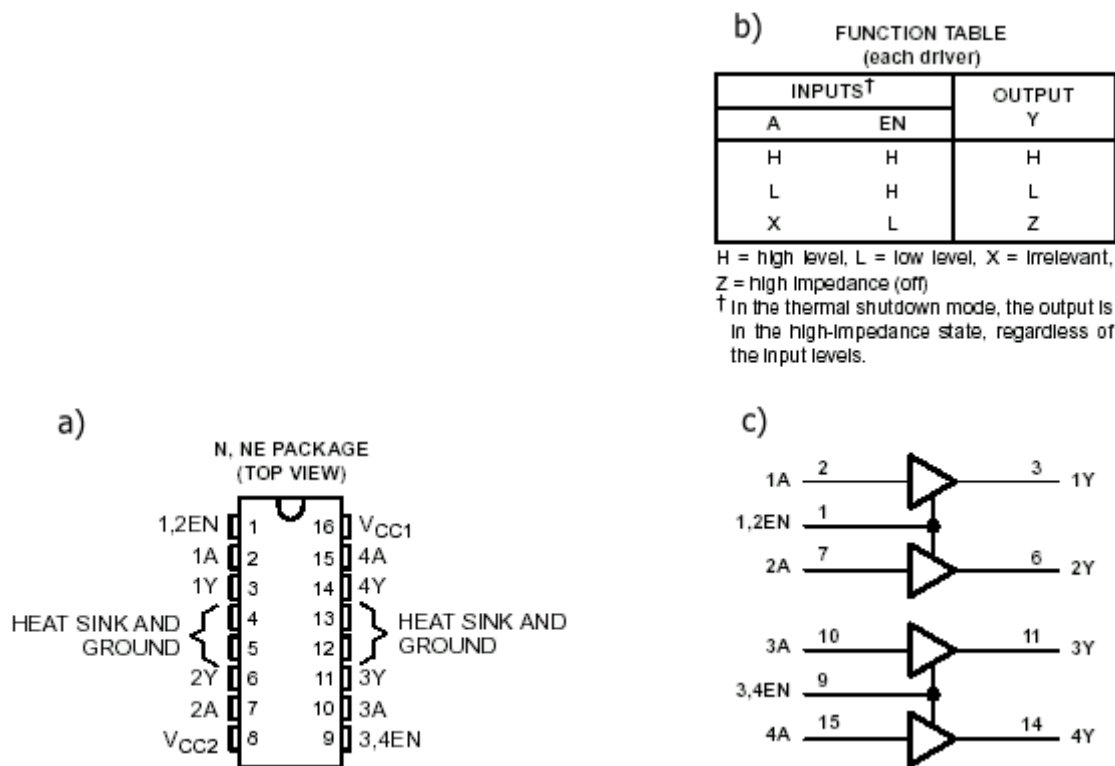 b)
FUNCTION TABLE
(each driver)
INPUTS† OUTPUT
Y
A EN
H H H
L H L
X L Z
H = high level, L = low level, X = irrelevant,
Z = high impedance (off)
† In the thermal shutdown mode, the output is
in the high-impedance state, regardless of
the input levels.
a)
N, NE PACKAGE
(TOP VIEW)
1,2EN 1 16 VCC1
1A 2 15 4A
1Y 3 14 4Y
HEAT SINK AND
GROUND
4 13
5 12
HEAT SINK AND
GROUND
2Y 6 11 3Y
2A 7 10 3A
VCC2 8 9 3,4EN
c)
1A 2 3 1Y
1,2EN 1
2A 7 6 2Y
3A 10 11 3Y
3,4EN 9
4A 15 14 4Y